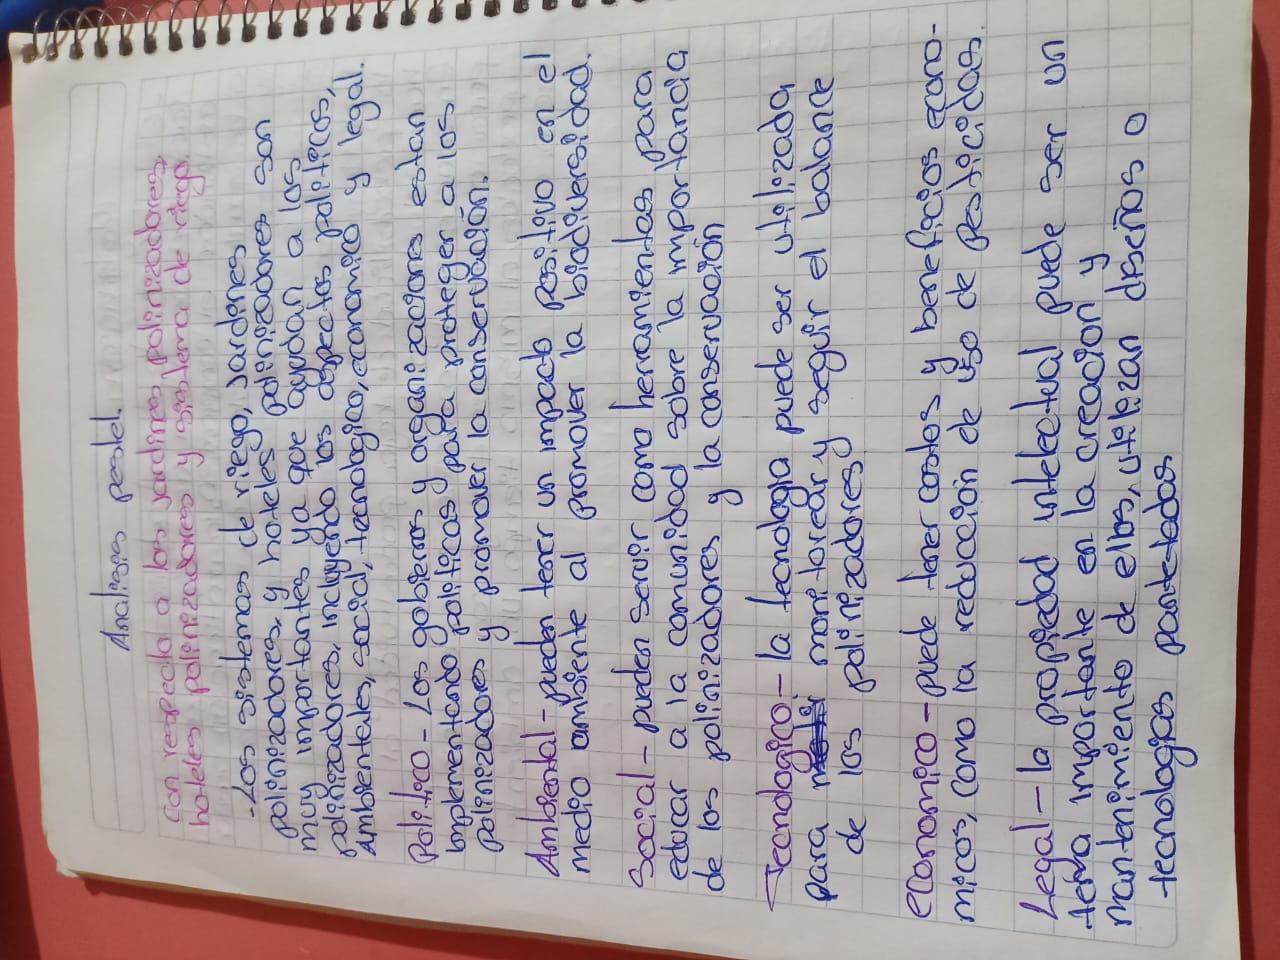 Analisis pestel.
Con respecto a los jardines polinizadores,
hoteles polinizadores y sistema de riego.
-Los sistemas de riego, jardines
polinizadores, y hoteles polinizadores son
muy importantes ya que ayudan a los
polinizadores, incluyendo los aspectos politicos,
Ambientales, social, tecnologico, economico y legal.
Politico - Los gobiernos y organizaciones estan
implementando politicas para proteger a los
polinizadores y promover la conservación.
Ambiental - pueden tener un impacto positivo en el
medio ambiente al promover la biodiversidad.
Social - pueden servir como herramientas para
educar a la comunidad sobre la importancia
de los polinizadores y la conservación
Tecnologico - la tecnologia puede ser utilizada
para monitorear y seguir el balance
de los polinizadores
economico - puede tener costos y beneficios econo-
micos, como la reducción de uso de pesticidas.
Legal - la propiedad intelectual puede ser un
tema importante en la creación y
mantenimiento de ellos, utilizan diseños o
tecnologias patentadas